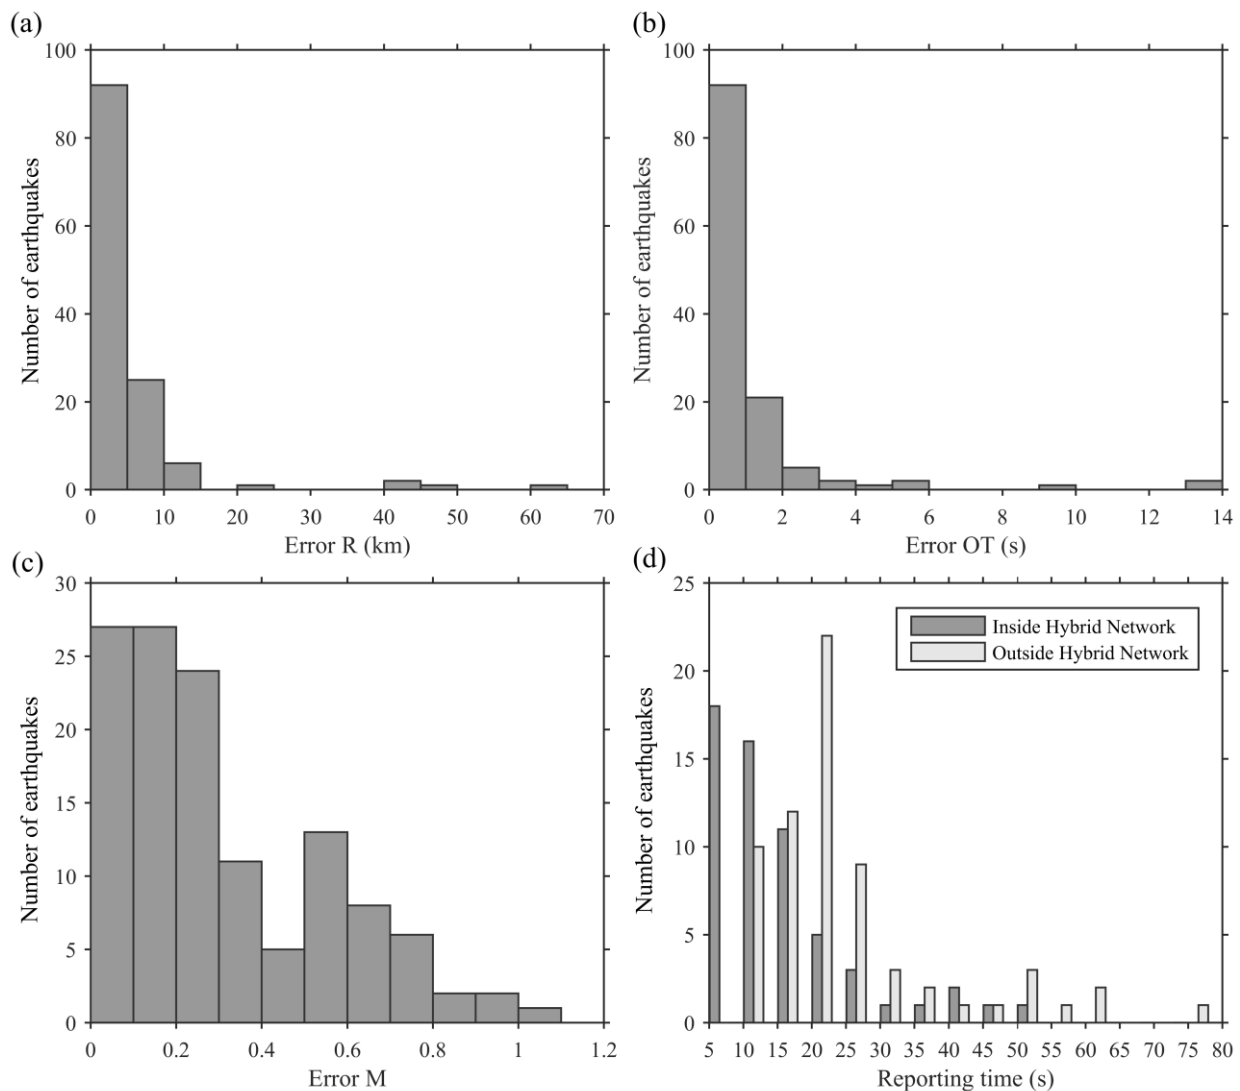 (a)
100
80
60
40
20
0
Number of earthquakes
0 10 20 30 40 50 60 70
Error R (km)
(b)
100
80
60
40
20
0
Number of earthquakes
0 2 4 6 8 10 12 14
Error OT (s)
(c)
30
25
20
15
10
5
0
Number of earthquakes
0 0.2 0.4 0.6 0.8 1 1.2
Error M
(d)
25
20
15
10
5
0
Number of earthquakes
Inside Hybrid Network
Outside Hybrid Network
5 10 15 20 25 30 35 40 45 50 55 60 65 70 75 80
Reporting time (s)